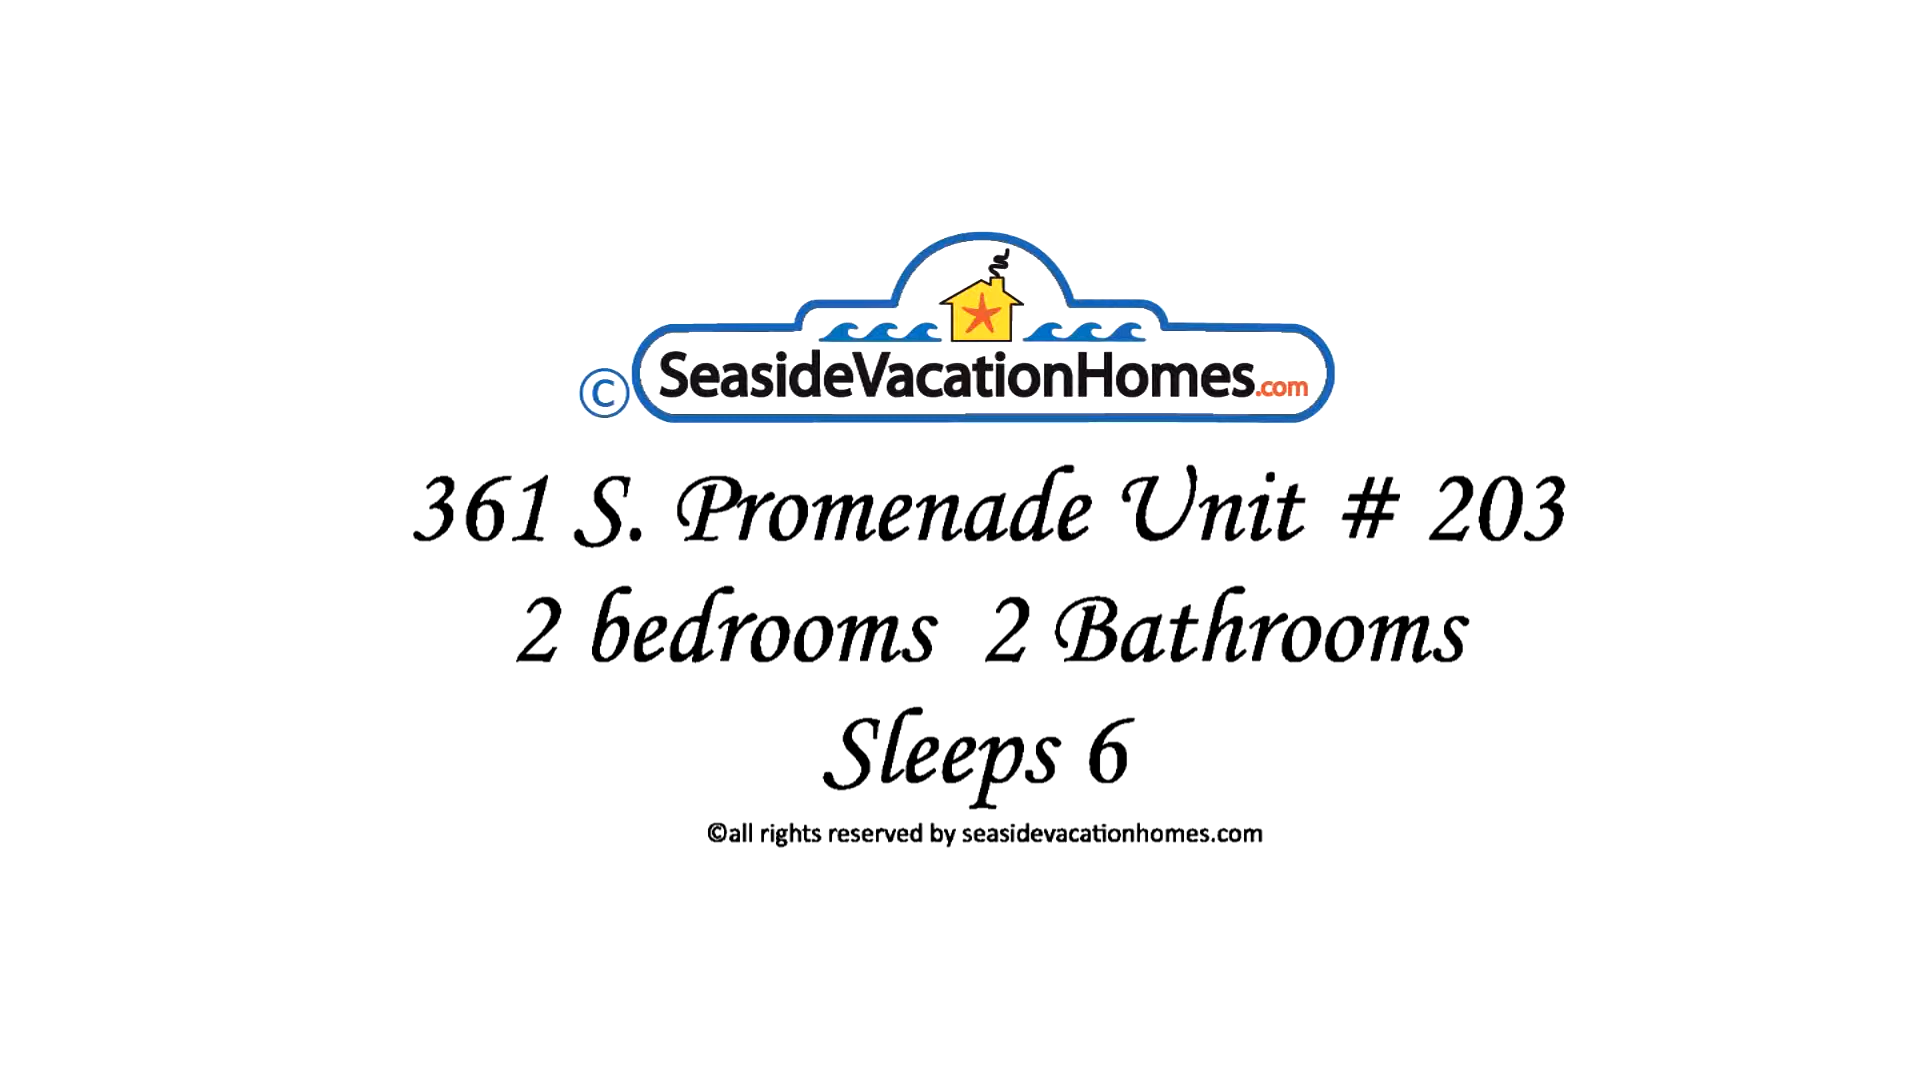 © SeasideVacationHomes.com
361 S. Promenade Unit # 203
2 bedrooms 2 Bathrooms
Sleeps 6
©all rights reserved by seasidevacationhomes.com